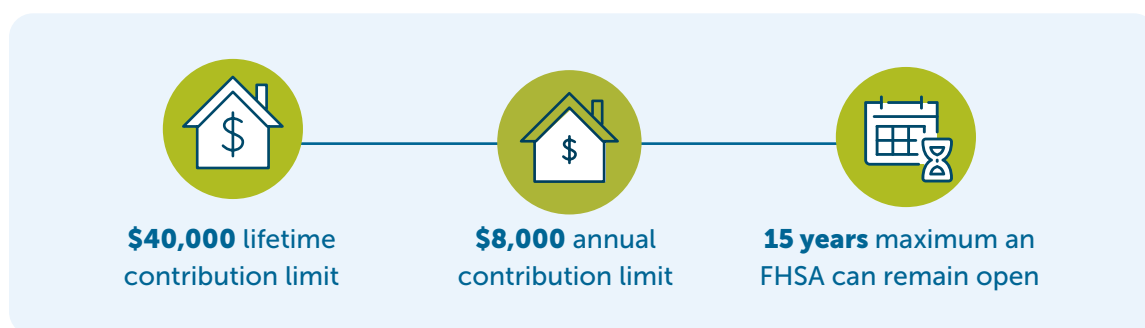 $
$
$40,000 lifetime
contribution limit
$8,000 annual
contribution limit
15 years maximum an
FHSA can remain open